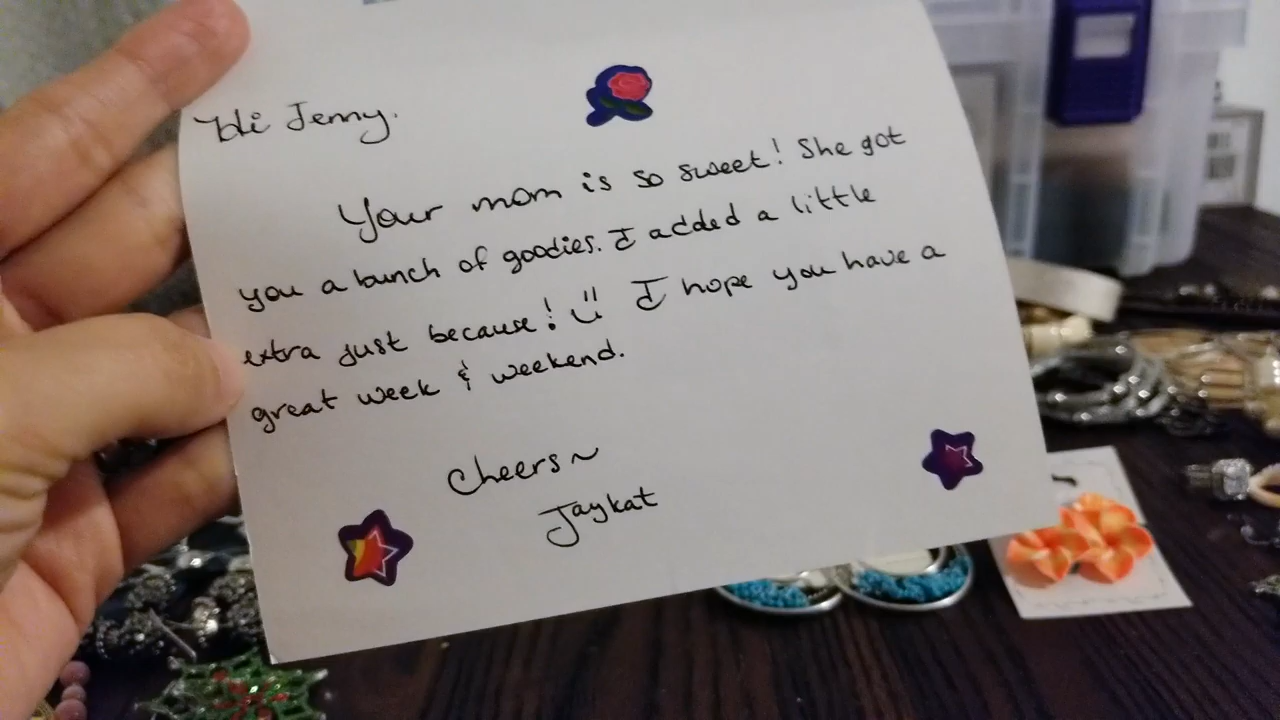 Hi Jenny.
Your mom is so sweet! She got
you a bunch of goodies. I added a little
extra just because! :) I hope you have a
great week & weekend.
Cheers~
Jaykat